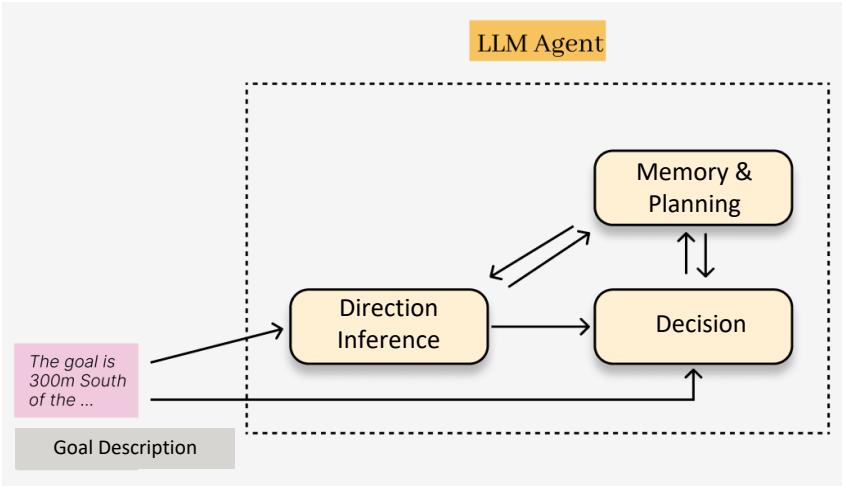 LLM Agent
Memory &
Planning
Direction
Inference
Decision
The goal is
300m South
of the ...
Goal Description